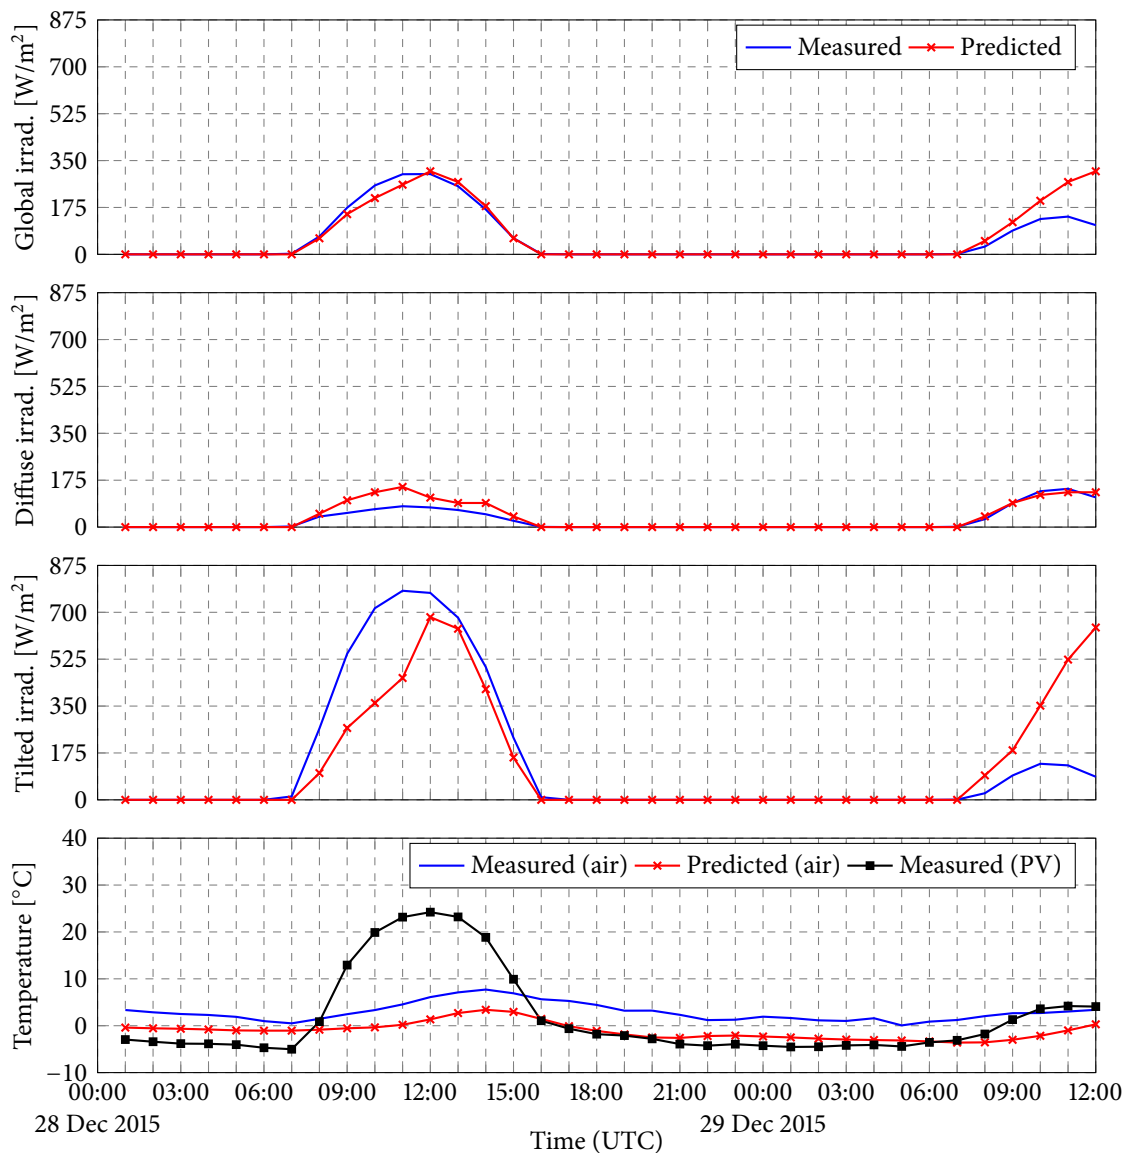 Global irrad. [W/m²]
875
700
525
350
175
0
Measured Predicted
Diffuse irrad. [W/m²]
875
700
525
350
175
0
Tilted irrad. [W/m²]
875
700
525
350
175
0
Temperature [°C]
40
30
20
10
0
−10
Measured (air) Predicted (air) Measured (PV)
00:00 03:00 06:00 09:00 12:00 15:00 18:00 21:00 00:00 03:00 06:00 09:00 12:00
28 Dec 2015 29 Dec 2015
Time (UTC)